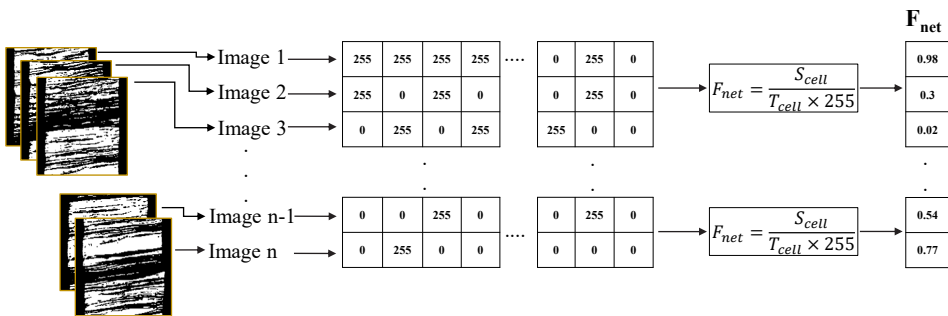 F_net
Image 1 255 255 255 255 .... 0 255 0 0.98
Image 2 255 0 255 0 0 255 0 F_net = S_cell / T_cell × 255 0.3
Image 3 0 255 0 255 255 0 0 0.02
. . . .
. . . .
Image n-1 0 0 255 0 .... 0 255 0 F_net = S_cell / T_cell × 255 0.54
Image n 0 255 0 0 0 0 0 0.77